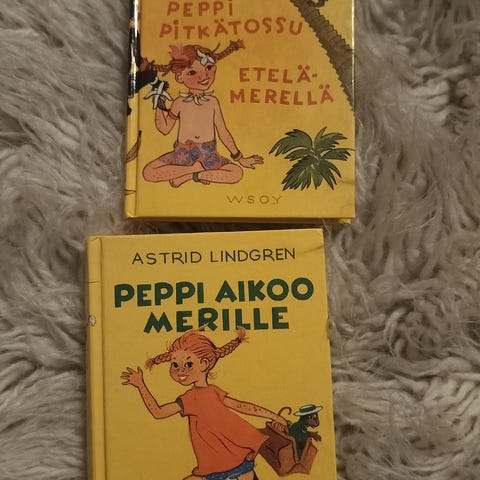 PEPPI
PITKÄTOSSU
ETELÄ-
MERELLÄ
WSOY
ASTRID LINDGREN
PEPPI AIKOO
MERILLE